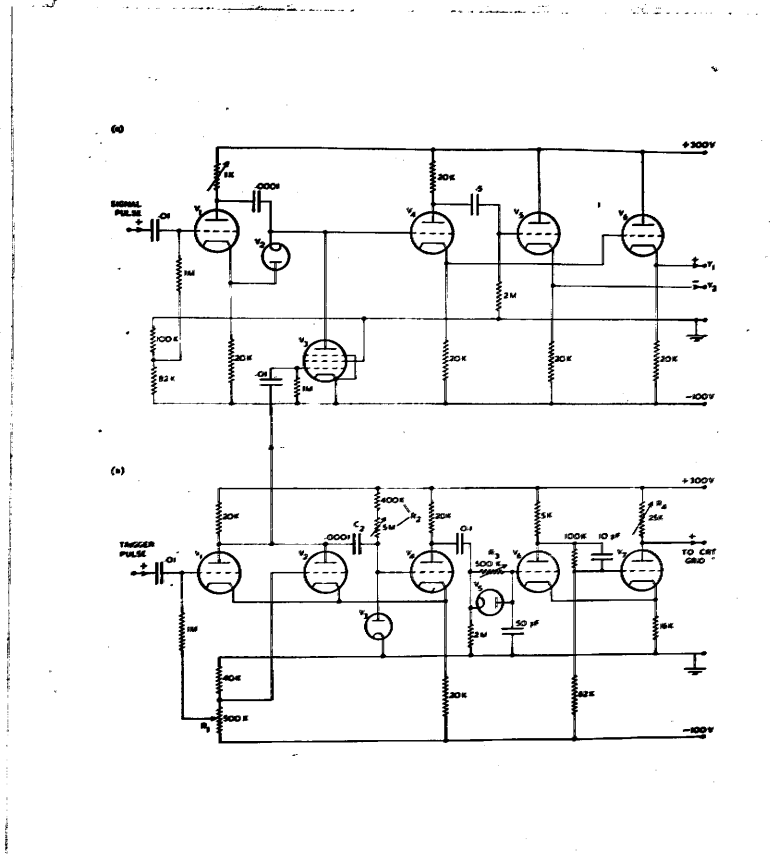 (a)
+300V
1K
.0001
20K
.5
SIGNAL
PULSE
+
.01
V1
V2
V4
V5
V6
1M
+ V1
- V2
2M
100K
82K
20K
V3
.01
1M
20K
20K
20K
-100V
(b)
+300V
20K
400K
5M
R2
C2
.0001
20K
0.1
5K
100K
10 pF
R4
25K
TRIGGER
PULSE
+
.01
V1
V2
V4
R3
500 K
V6
V7
+
TO CRT
GRID
1M
V3
V5
2M
50 pF
16K
40K
500 K
R1
20K
82K
-100V